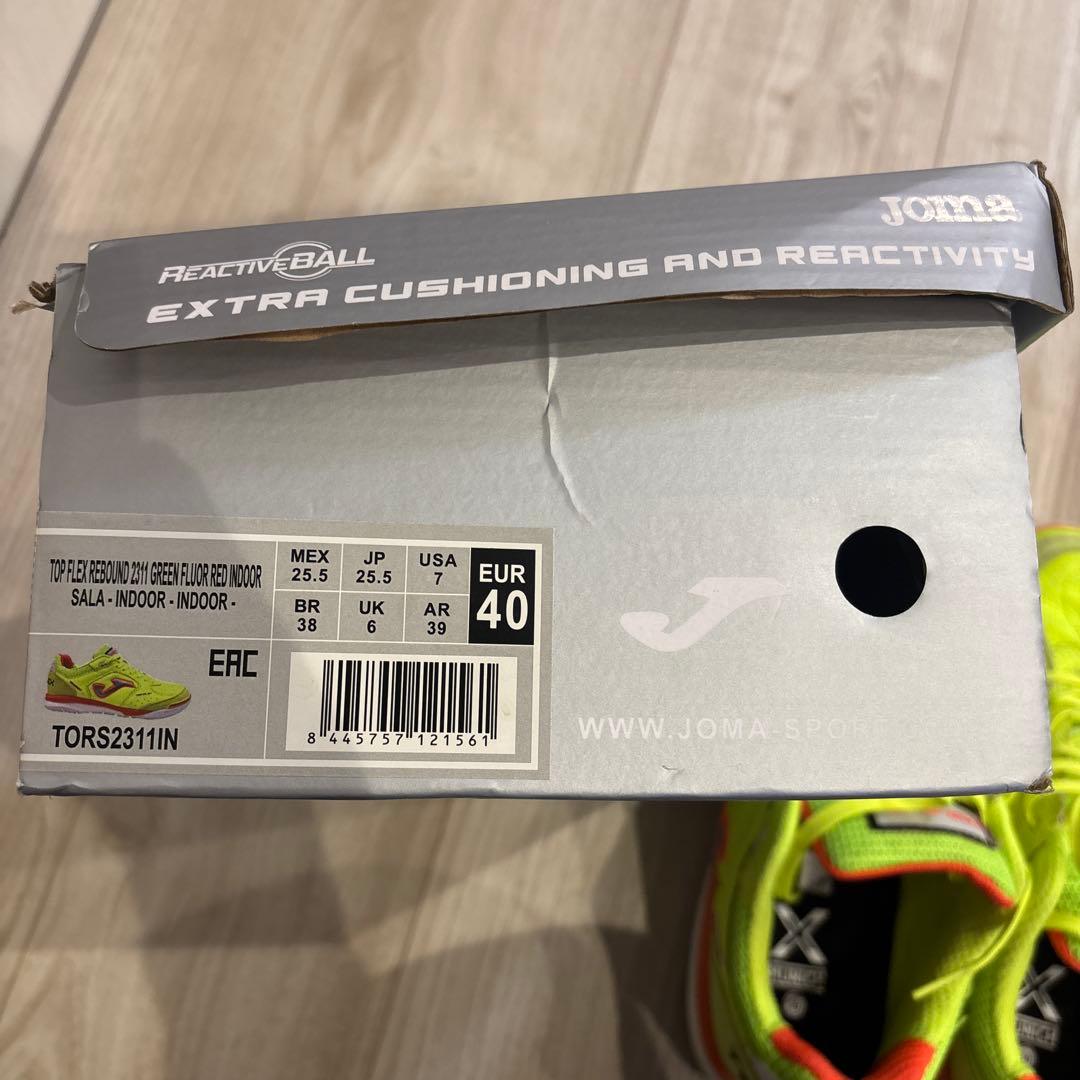 Joma
REACTIVEBALL
EXTRA CUSHIONING AND REACTIVITY
TOP FLEX REBOUND 2311 GREEN FLUOR RED INDOOR
SALA - INDOOR - INDOOR -
MEX
25.5
JP
25.5
USA
7
EUR
40
BR
38
UK
6
AR
39
EAC
TORS2311IN
8 445757 121561
WWW.JOMA.SPORT
X
X